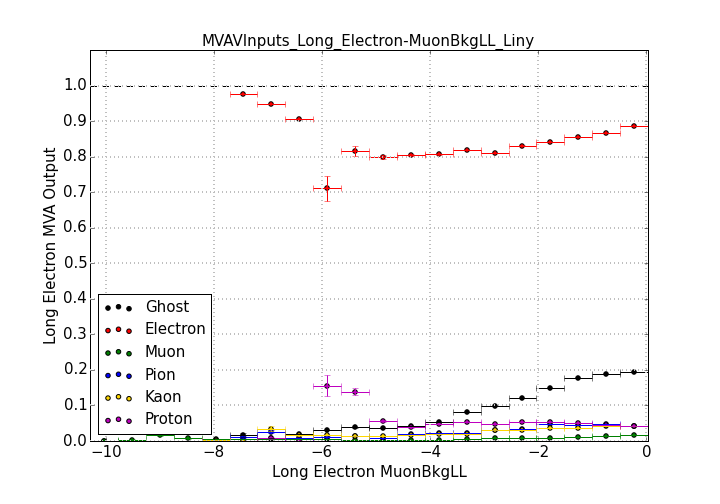 MVAVInputs_Long_Electron-MuonBkgLL_Liny
Long Electron MVA Output
1.0
0.9
0.8
0.7
0.6
0.5
0.4
0.3
0.2
0.1
0.0
Ghost
Electron
Muon
Pion
Kaon
Proton
−10 −8 −6 −4 −2 0
Long Electron MuonBkgLL